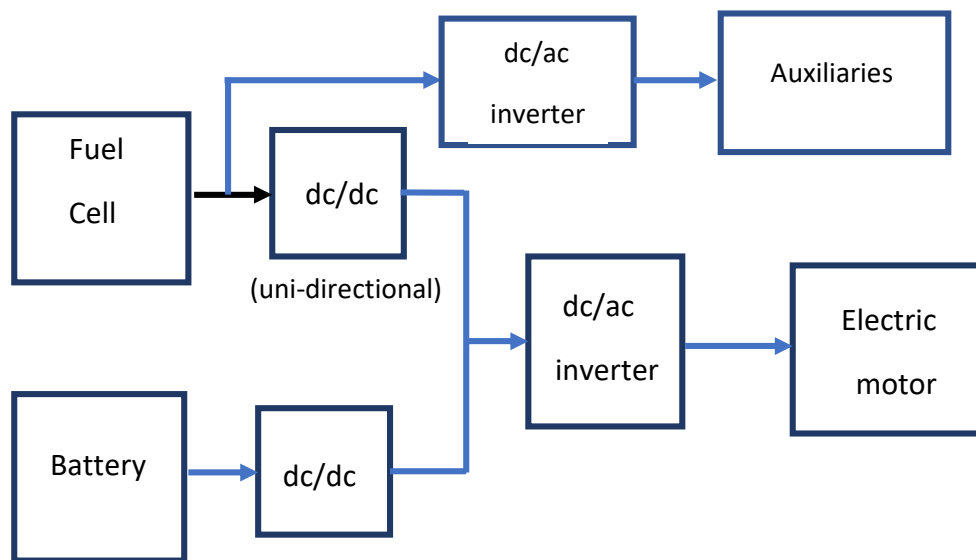 dc/ac
inverter
Auxiliaries
Fuel
Cell
dc/dc
(uni-directional)
dc/ac
inverter
Electric
motor
Battery
dc/dc